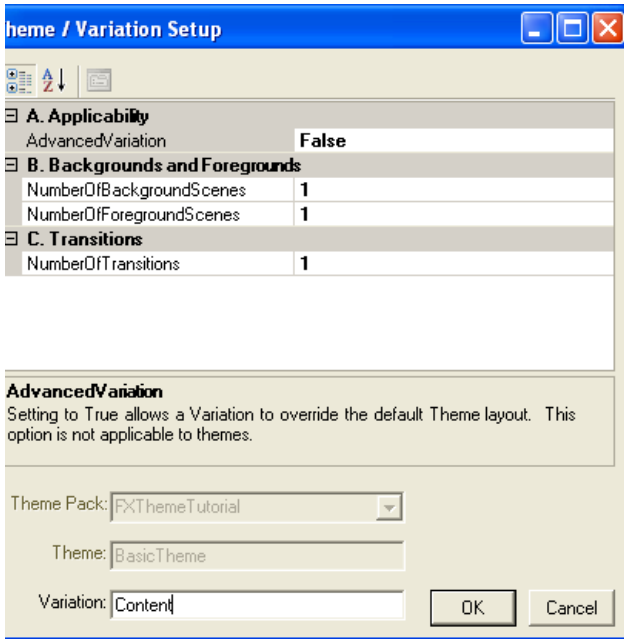 heme / Variation Setup
A. Applicability
AdvancedVariation False
B. Backgrounds and Foregrounds
NumberOfBackgroundScenes 1
NumberOfForegroundScenes 1
C. Transitions
NumberOfTransitions 1
AdvancedVariation
Setting to True allows a Variation to override the default Theme layout. This
option is not applicable to themes.
Theme Pack: FXThemeTutorial
Theme: BasicTheme
Variation: Content
OK Cancel